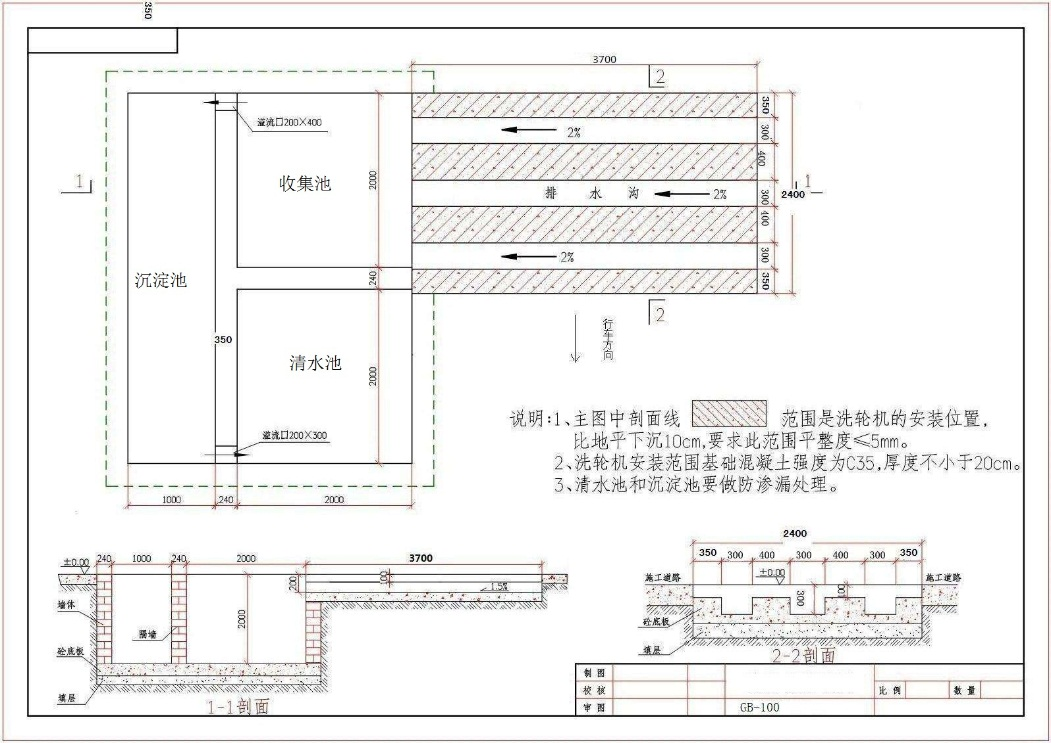 350
3700
2
溢流口200×400
2%
350
300
400
300
400
300
350
2400
1
1
收集池
2000
排 水 沟
2%
2%
240
沉淀池
350
2
行车方向
清水池
2000
溢流口200×300
1000
240
2000
说明:1、主图中剖面线 范围是洗轮机的安装位置,
比地平下沉10cm,要求此范围平整度≤5mm。
2、洗轮机安装范围基础混凝土强度为C35,厚度不小于20cm。
3、清水池和沉淀池要做防渗漏处理。
±0.00
240
1000
240
2000
3700
200
100
1.5%
2000
墙体
隔墙
砼底板
填层
1-1剖面
2400
350
300
400
300
400
300
350
施工道路
±0.00
施工道路
300
100
砼底板
填层
2-2剖面
制图
校核
比例
数量
审图
GB-100